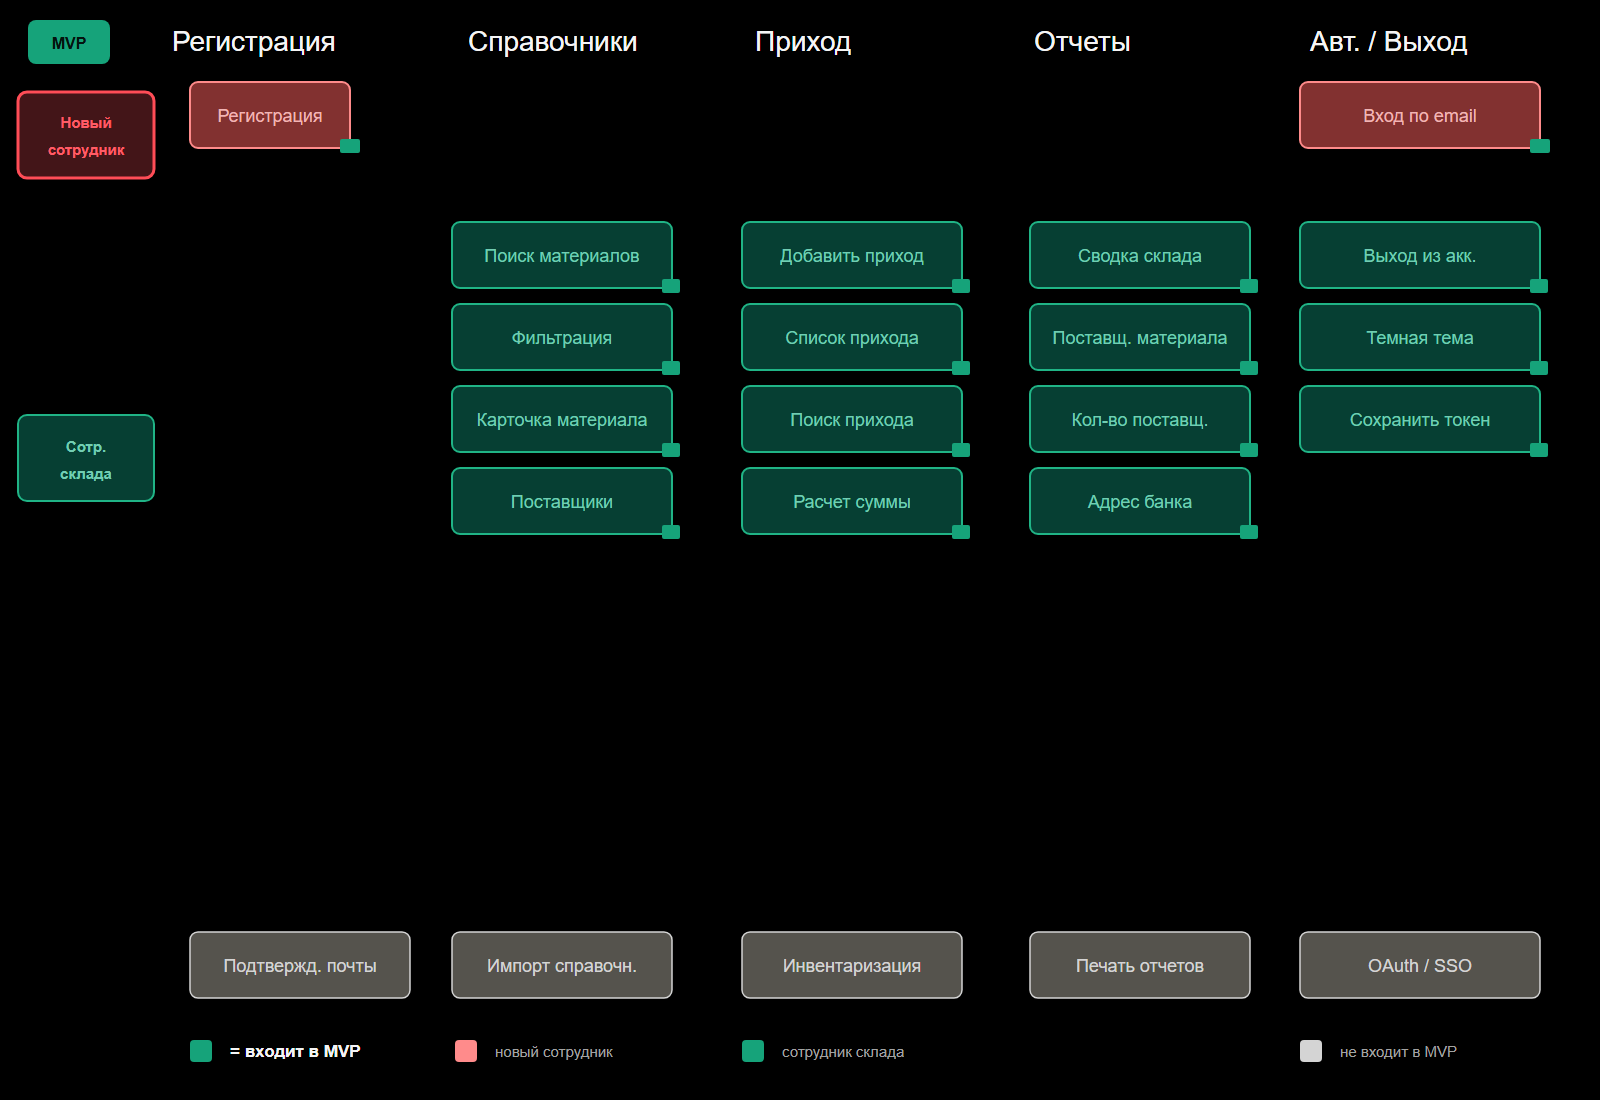 MVP
Регистрация
Справочники
Приход
Отчеты
Авт. / Выход
Новый
сотрудник
Регистрация
Вход по email
Поиск материалов
Добавить приход
Сводка склада
Выход из акк.
Фильтрация
Список прихода
Поставщ. материала
Темная тема
Сотр.
склада
Карточка материала
Поиск прихода
Кол-во поставщ.
Сохранить токен
Поставщики
Расчет суммы
Адрес банка
Подтвержд. почты
Импорт справочн.
Инвентаризация
Печать отчетов
OAuth / SSO
= входит в MVP
новый сотрудник
сотрудник склада
не входит в MVP